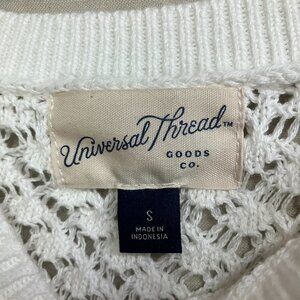 Universal Thread™
GOODS
CO.
S
MADE IN
INDONESIA